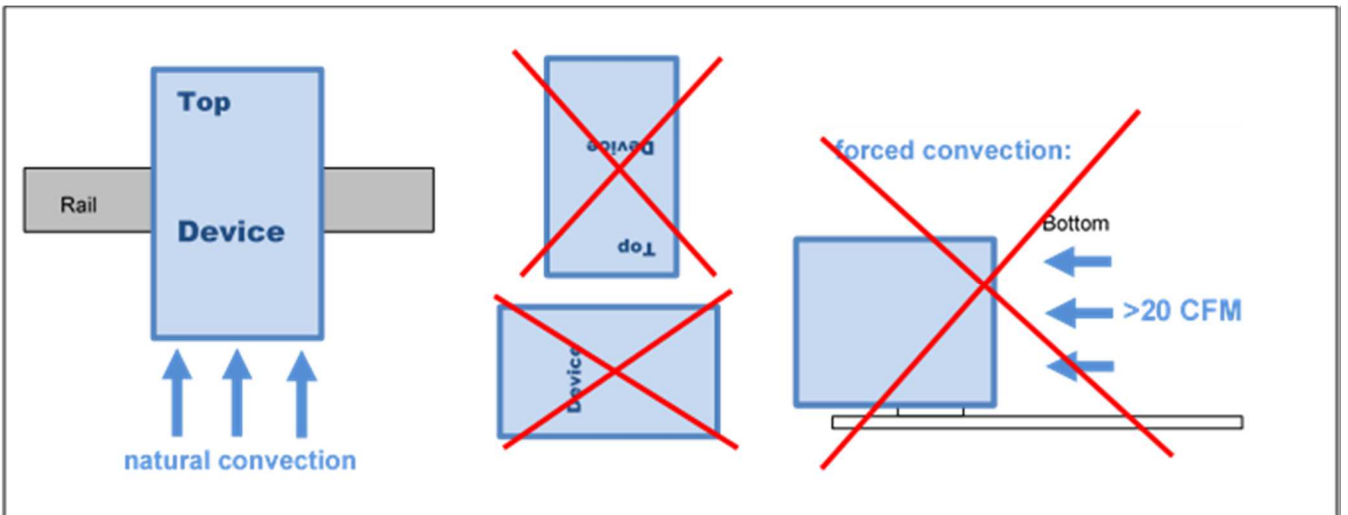 Top
Rail
Device
natural convection
Device
Top
Device
forced convection:
Bottom
>20 CFM